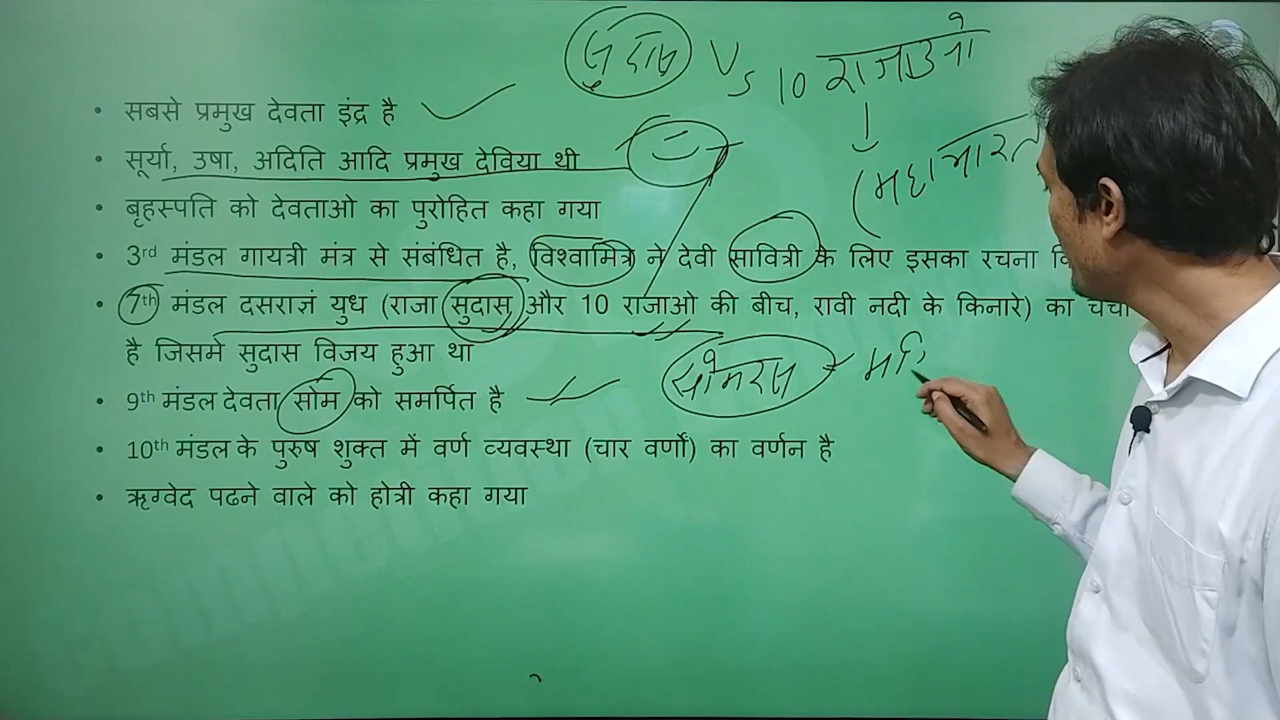 सुदास Vs 10 राजाउनो
(महाभारत
• सबसे प्रमुख देवता इंद्र है
• सूर्या, उषा, अदिति आदि प्रमुख देविया थी
• बृहस्पति को देवताओ का पुरोहित कहा गया
• 3rd मंडल गायत्री मंत्र से संबंधित है, विश्वामित्र ने देवी सावित्री के लिए इसका रचना
• 7th मंडल दसराज्ञं युध (राजा सुदास और 10 राजाओ की बीच, रावी नदी के किनारे) का चर्चा
है जिसमे सुदास विजय हुआ था
सोमरस
• 9th मंडल देवता सोम को समर्पित है
• 10th मंडल के पुरुष शुक्त में वर्ण व्यवस्था (चार वर्णो) का वर्णन है
• ऋग्वेद पढने वाले को होत्री कहा गया